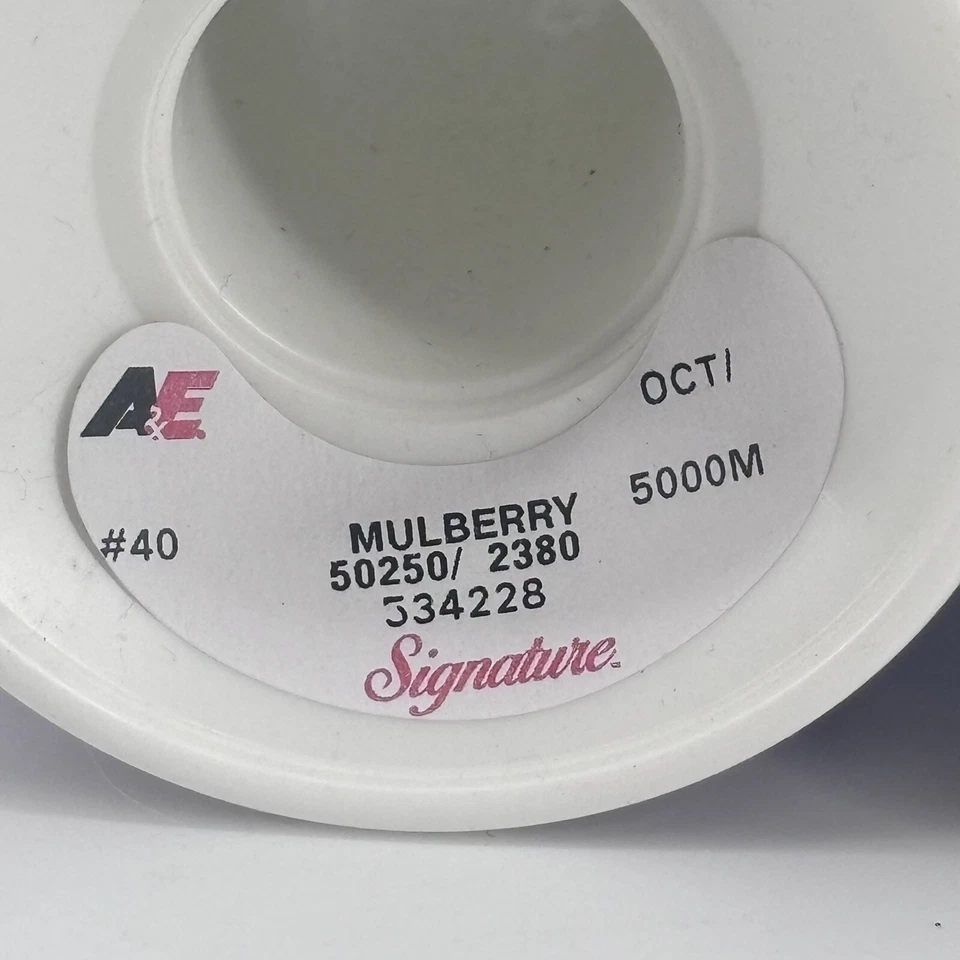 A&E
OCT/
5000M
#40
MULBERRY
50250/ 2380
534228
Signature